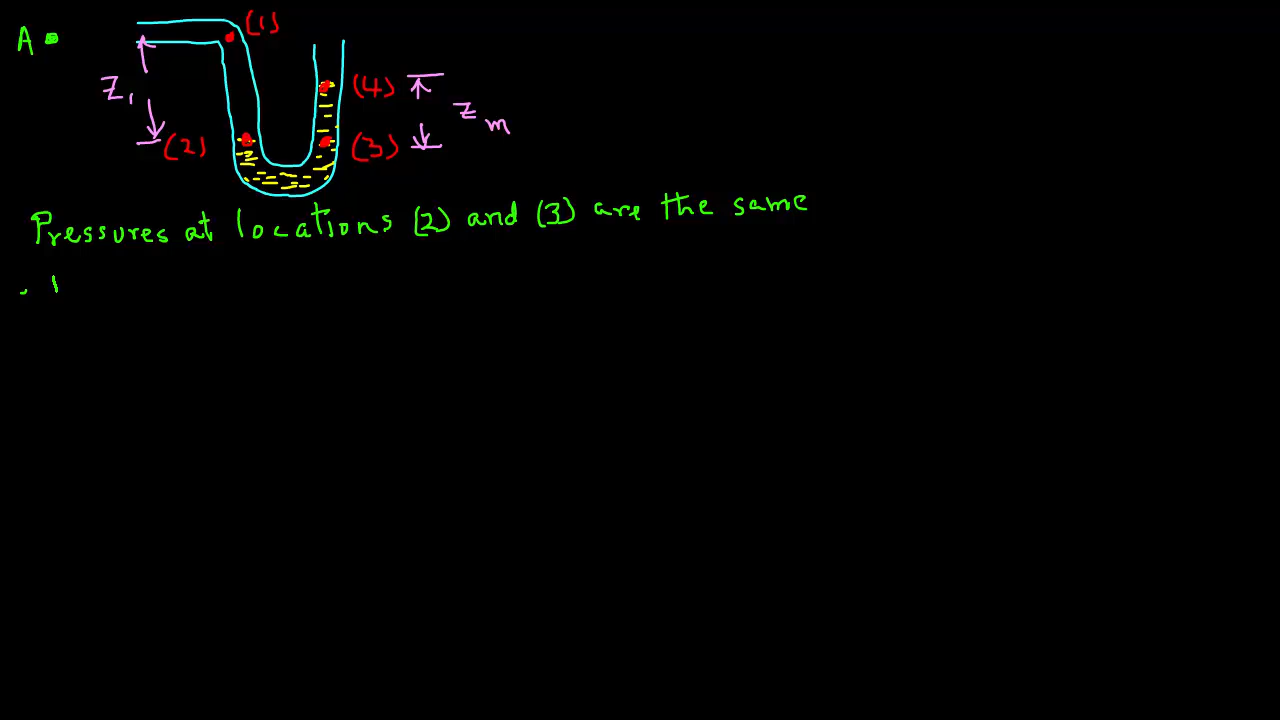 A
(1)
Z1
(4)
Zm
(2)
(3)
Pressures at locations (2) and (3) are the same